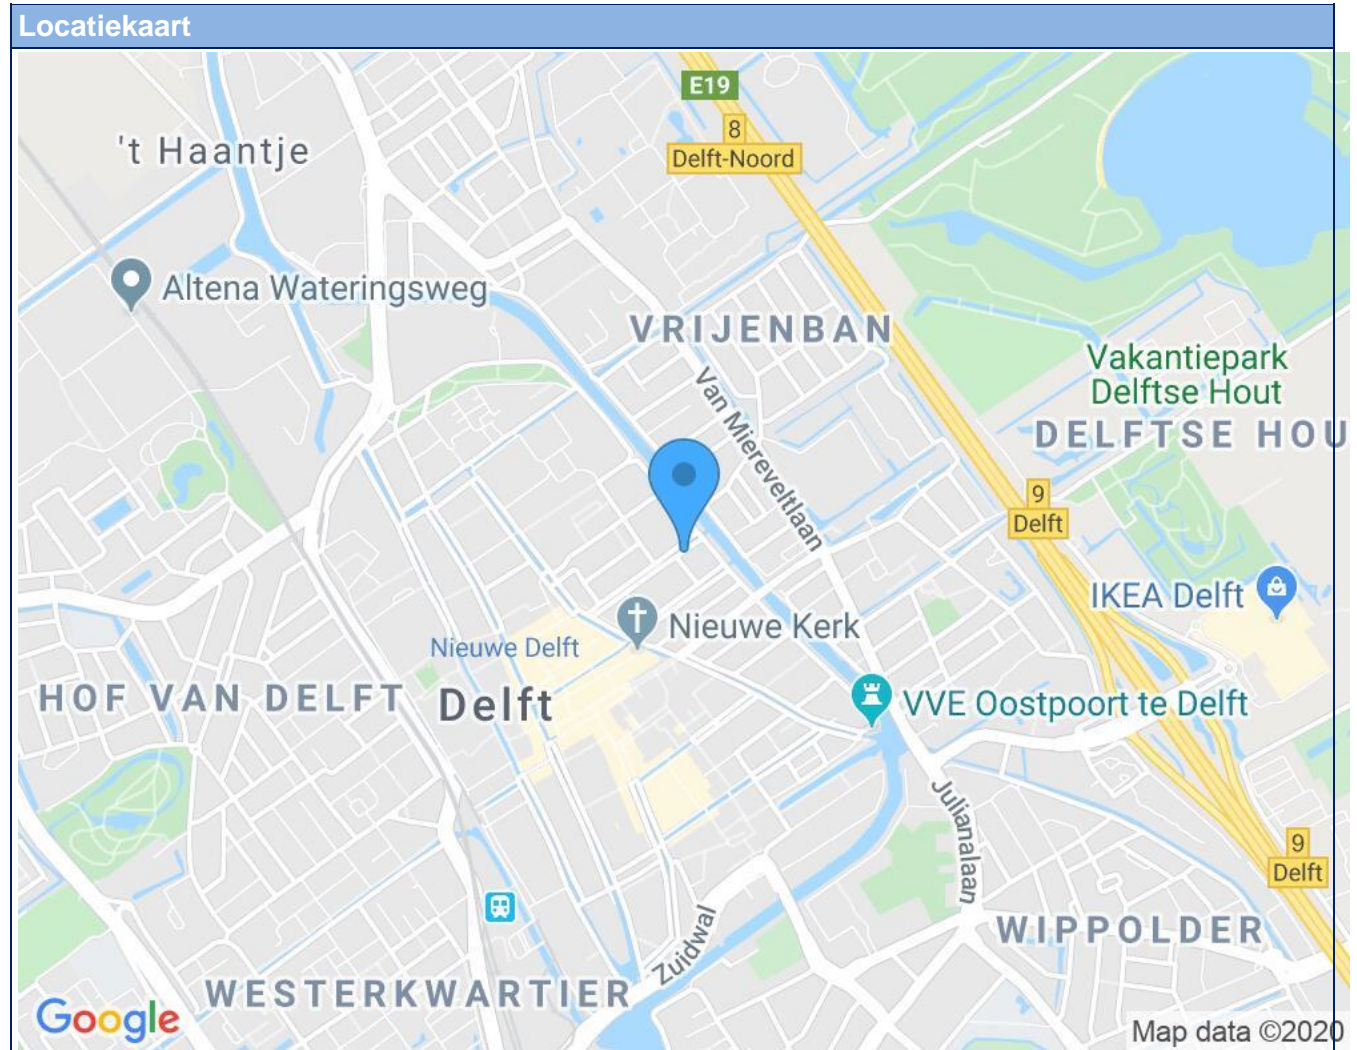 Locatiekaart
E19
't Haantje
8
Delft-Noord
Altena Wateringsweg
VRIJENBAN
Vakantiepark
Delftse Hout
Van Miereveltlaan
DELFTSE HOU
9
Delft
IKEA Delft
Nieuwe Kerk
Nieuwe Delft
HOF VAN DELFT
Delft
VVE Oostpoort te Delft
Julianalaan
9
Delft
Zuidwal
WIPPOLDER
WESTERKWARTIER
Google
Map data ©2020